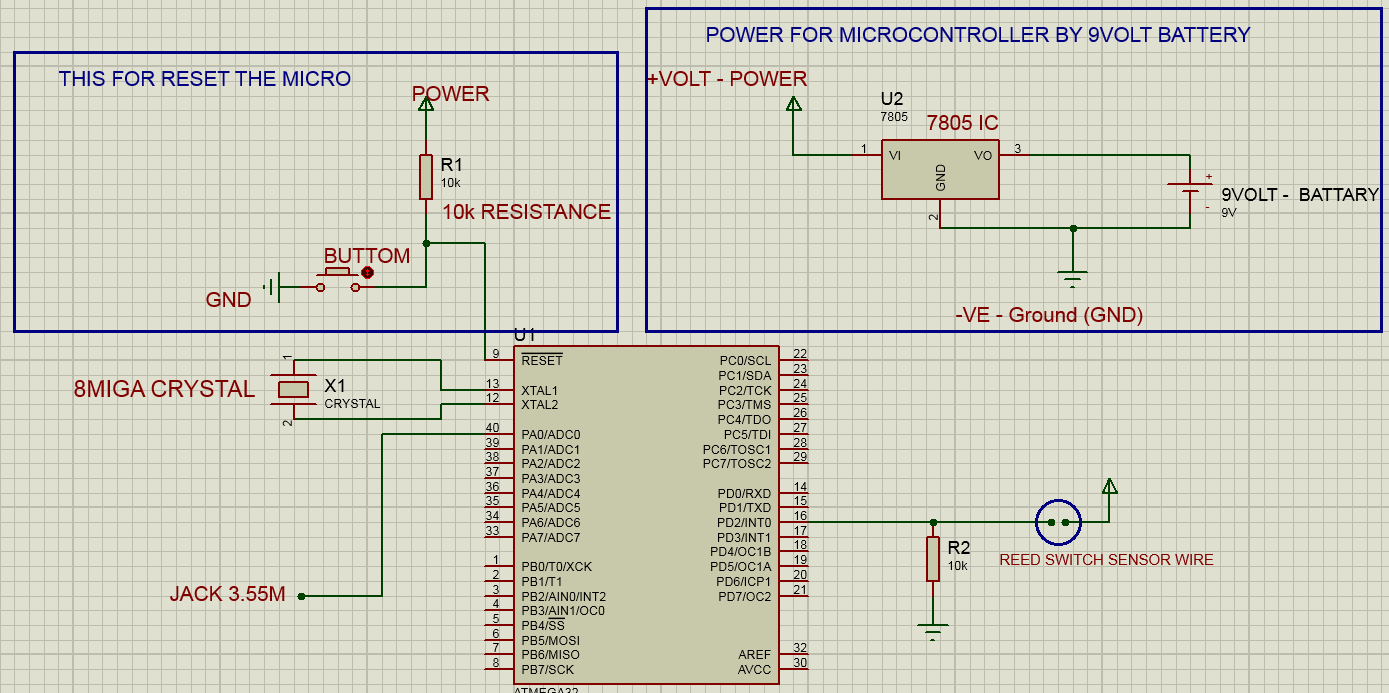 POWER FOR MICROCONTROLLER BY 9VOLT BATTERY
THIS FOR RESET THE MICRO
POWER
R1
10k
10k RESISTANCE
BUTTOM
GND
+VOLT - POWER
U2
7805
7805 IC
1
VI
VO
3
GND
2
+
-
9VOLT - BATTARY
9V
-VE - Ground (GND)
U1
1
8MIGA CRYSTAL
X1
CRYSTAL
2
JACK 3.55M
9 RESET
13 XTAL1
12 XTAL2
40 PA0/ADC0
39 PA1/ADC1
38 PA2/ADC2
37 PA3/ADC3
36 PA4/ADC4
35 PA5/ADC5
34 PA6/ADC6
33 PA7/ADC7
1 PB0/T0/XCK
2 PB1/T1
3 PB2/AIN0/INT2
4 PB3/AIN1/OC0
5 PB4/SS
6 PB5/MOSI
7 PB6/MISO
8 PB7/SCK
PC0/SCL 22
PC1/SDA 23
PC2/TCK 24
PC3/TMS 25
PC4/TDO 26
PC5/TDI 27
PC6/TOSC1 28
PC7/TOSC2 29
PD0/RXD 14
PD1/TXD 15
PD2/INT0 16
PD3/INT1 17
PD4/OC1B 18
PD5/OC1A 19
PD6/ICP1 20
PD7/OC2 21
AREF 32
AVCC 30
R2
10k
REED SWITCH SENSOR WIRE
ATMEGA32